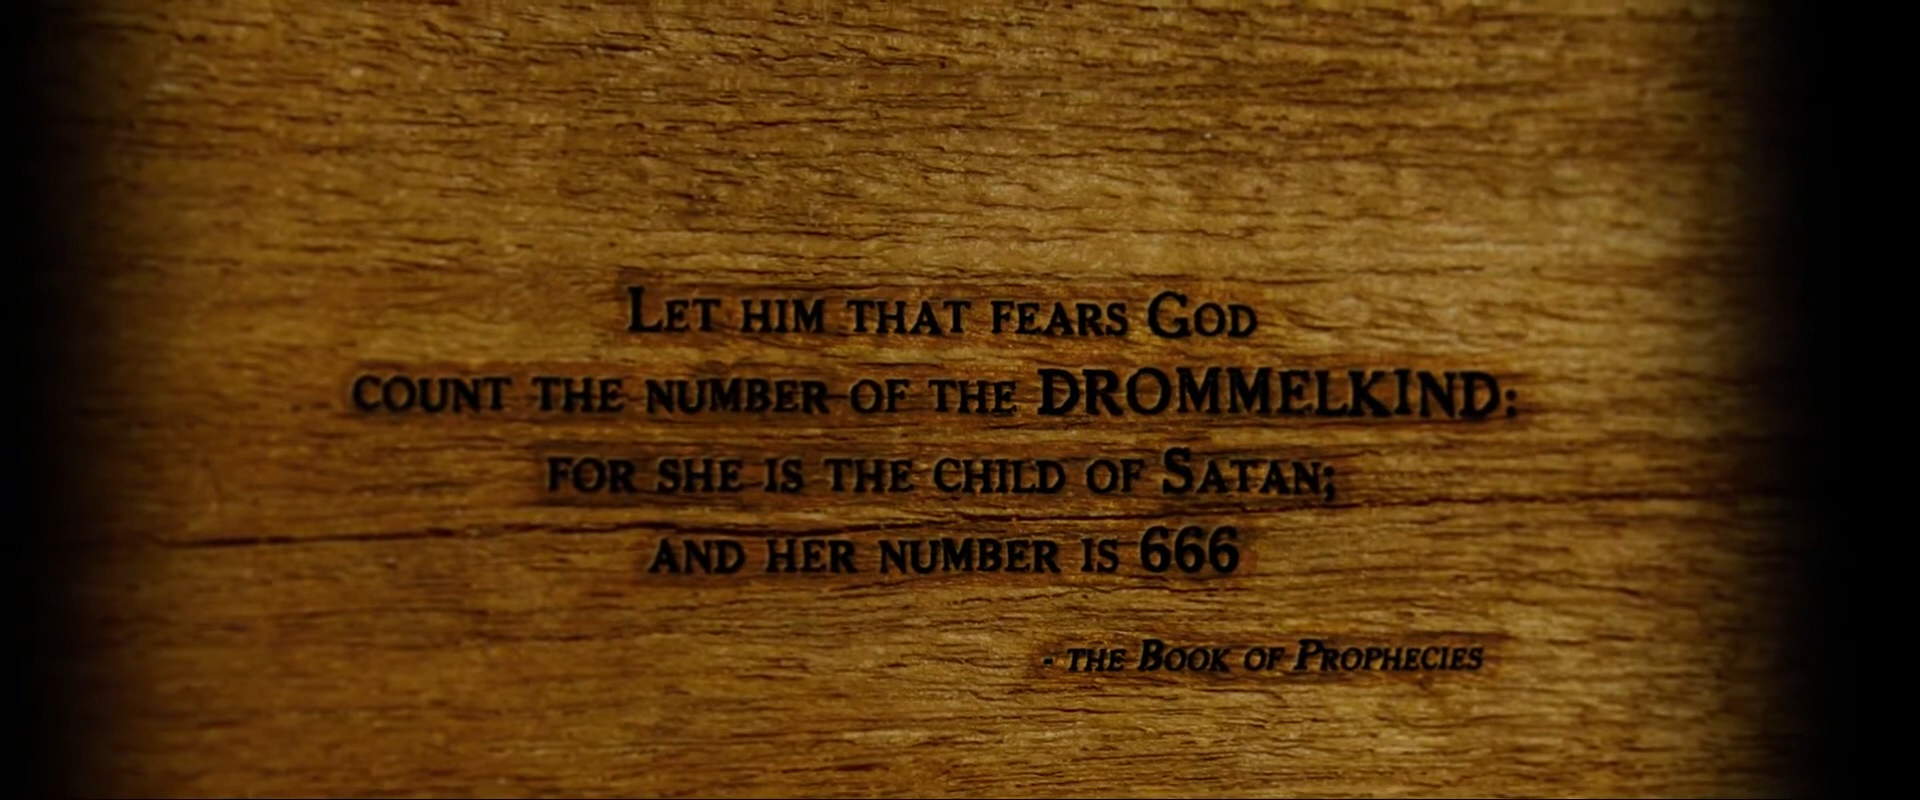 Let him that fears God
count the number of the DROMMELKIND:
for she is the child of Satan;
and her number is 666
- the Book of Prophecies